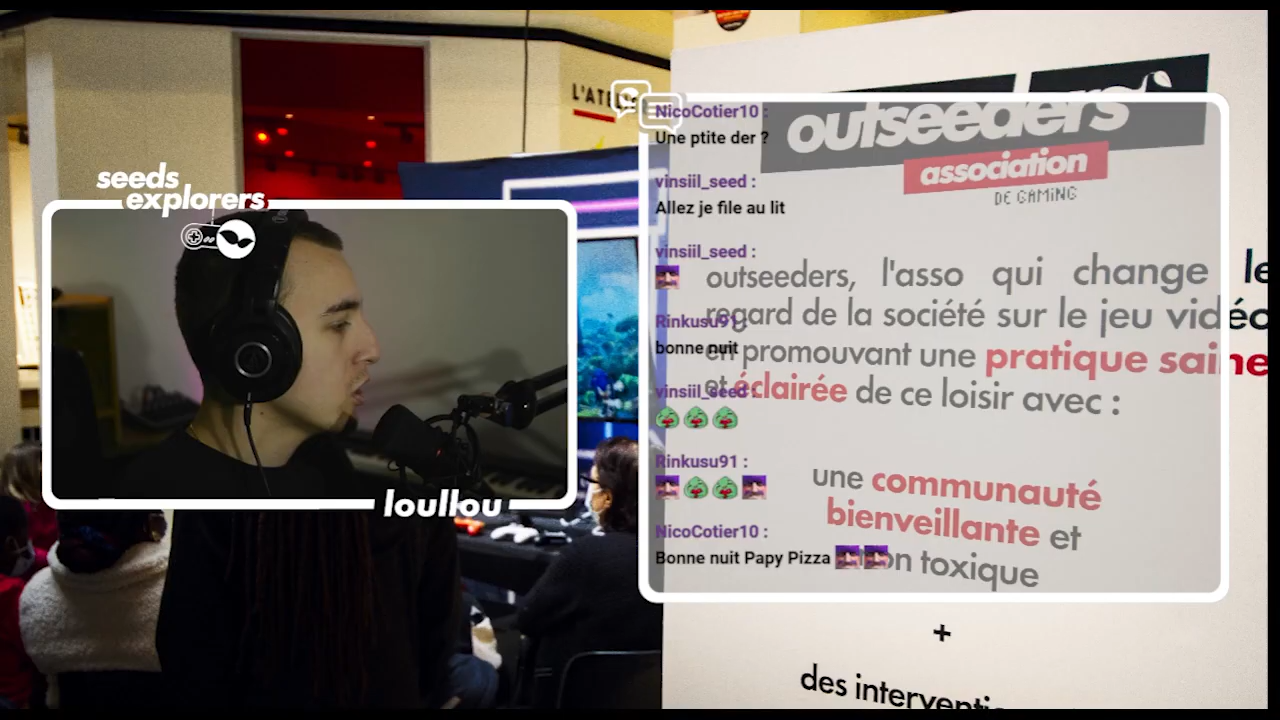 L'ATEL
seeds
explorers
loulou
NicoCotier10 :
Une ptite der ?
vinsiil_seed :
Allez je file au lit
vinsiil_seed :
Rinkusu91 :
bonne nuit
vinsiil_seed :
Rinkusu91 :
NicoCotier10 :
Bonne nuit Papy Pizza
outseeders
association
DE GAMING
outseeders, l'asso qui change le
regard de la société sur le jeu vidéo
en promouvant une pratique saine
et éclairée de ce loisir avec :
une communauté
bienveillante et
non toxique
+
des interventi